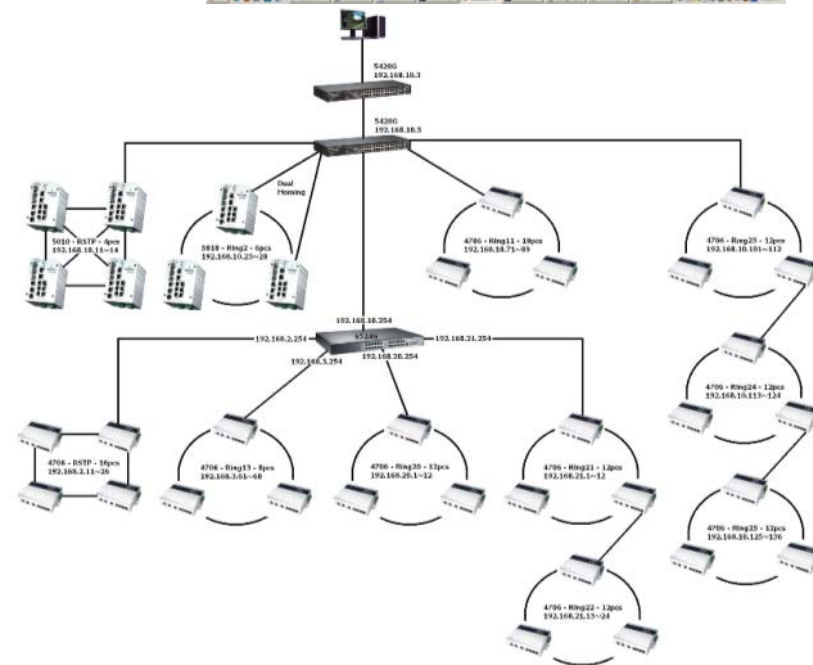 5428G
192.168.10.3
5428G
192.168.10.5
Dual
Homing
5010 - RSTP - 4pcs
192.168.10.11~14
5010 - Ring2 - 6pcs
192.168.10.23~28
4706 - Ring11 - 19pcs
192.168.10.71~89
4706 - Ring23 - 12pcs
192.168.10.101~112
192.168.10.254
6524G
192.168.2.254
192.168.3.254
192.168.20.254
192.168.21.254
4706 - Ring24 - 12pcs
192.168.10.113~124
4706 - RSTP - 16pcs
192.168.2.11~26
4706 - Ring13 - 8pcs
192.168.3.61~68
4706 - Ring20 - 12pcs
192.168.20.1~12
4706 - Ring21 - 12pcs
192.168.21.1~12
4706 - Ring25 - 12pcs
192.168.10.125~136
4706 - Ring22 - 12pcs
192.168.21.13~24